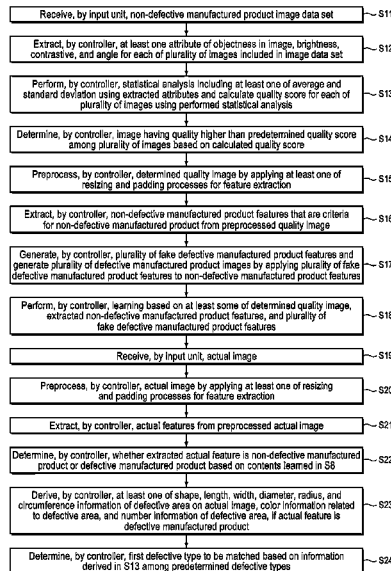 Receive, by input unit, non-defective manufactured product image data set
S11
Extract, by controller, at least one attribute of objectness in image, brightness,
contrastive, and angle for each of plurality of images included in image data set
S12
Perform, by controller, statistical analysis including at least one of average and
standard deviation using extracted attributes and calculate quality score for each of
plurality of images using performed statistical analysis
S13
Determine, by controller, image having quality higher than predetermined quality score
among plurality of images based on calculated quality score
S14
Preprocess, by controller, determined quality image by applying at least one of
resizing and padding processes for feature extraction
S15
Extract, by controller, non-defective manufactured product features that are criteria
for non-defective manufactured product from preprocessed quality image
S16
Generate, by controller, plurality of fake defective manufactured product features and
generate plurality of defective manufactured product images by applying plurality of fake
defective manufactured product features to non-defective manufactured product features
S17
Perform, by controller, learning based on at least some of determined quality image,
extracted non-defective manufactured product features, and plurality of
fake defective manufactured product features
S18
Receive, by input unit, actual image
S19
Preprocess, by controller, actual image by applying at least one of resizing
and padding processes for feature extraction
S20
Extract, by controller, actual features from preprocessed actual image
S21
Determine, by controller, whether extracted actual feature is non-defective manufactured
product or defective manufactured product based on contents learned in S8
S22
Derive, by controller, at least one of shape, length, width, diameter, radius, and
circumference information of defective area on actual image, color information related
to defective area, and number information of defective area, if actual feature is
defective manufactured product
S23
Determine, by controller, first defective type to be matched based on information
derived in S13 among predetermined defective types
S24